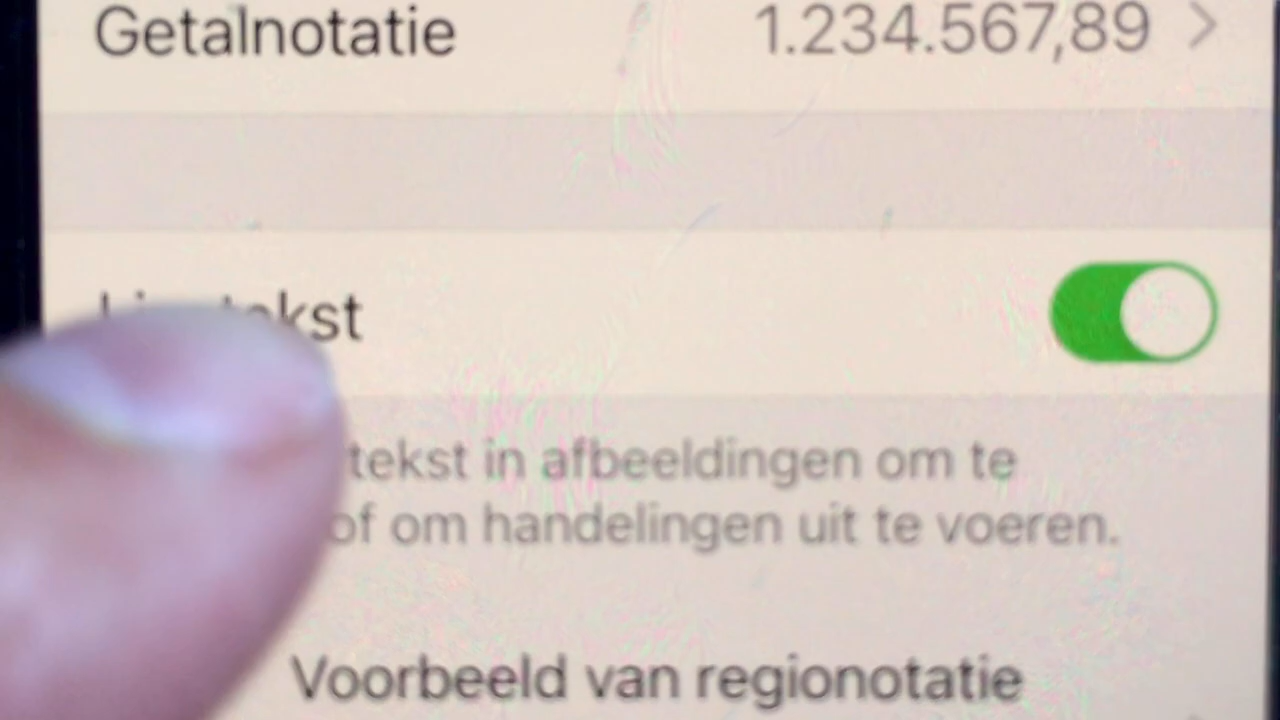 Getalnotatie 1.234.567,89
tekst in afbeeldingen om te
of om handelingen uit te voeren.
Voorbeeld van regionotatie